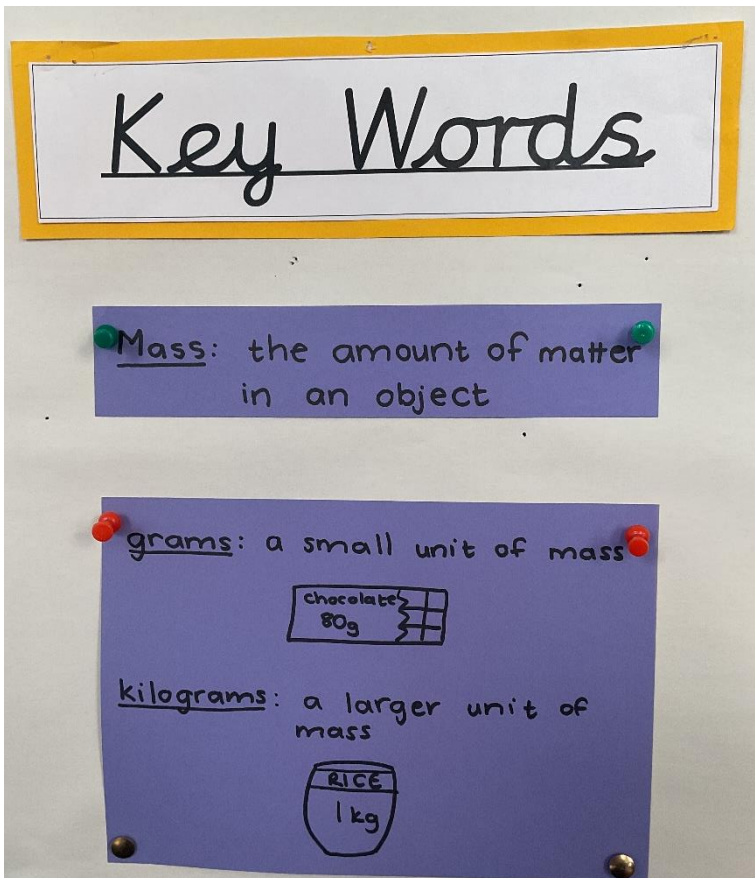 Key Words
Mass: the amount of matter
in an object
grams: a small unit of mass
chocolate
80g
kilograms: a larger unit of
mass
RICE
1kg